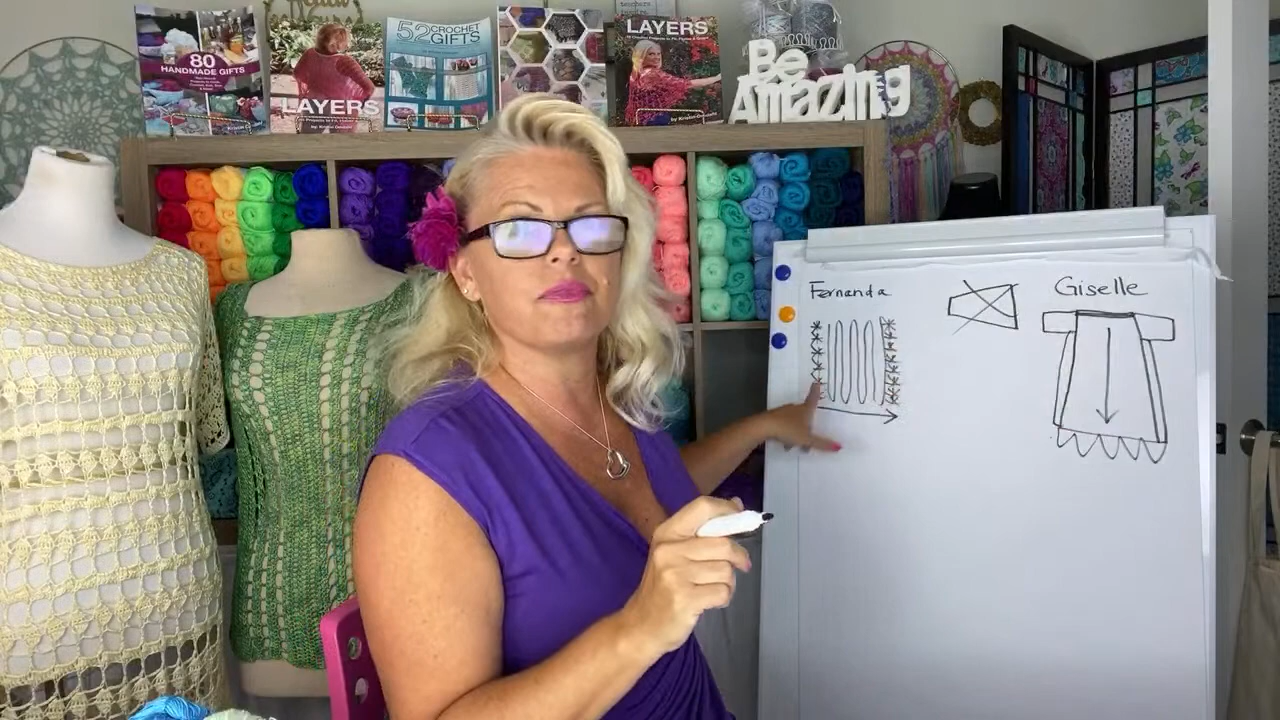 80
HANDMADE GIFTS
LAYERS
52 CROCHET
GIFTS
LAYERS
Be
Amazing
Fernanda
Giselle